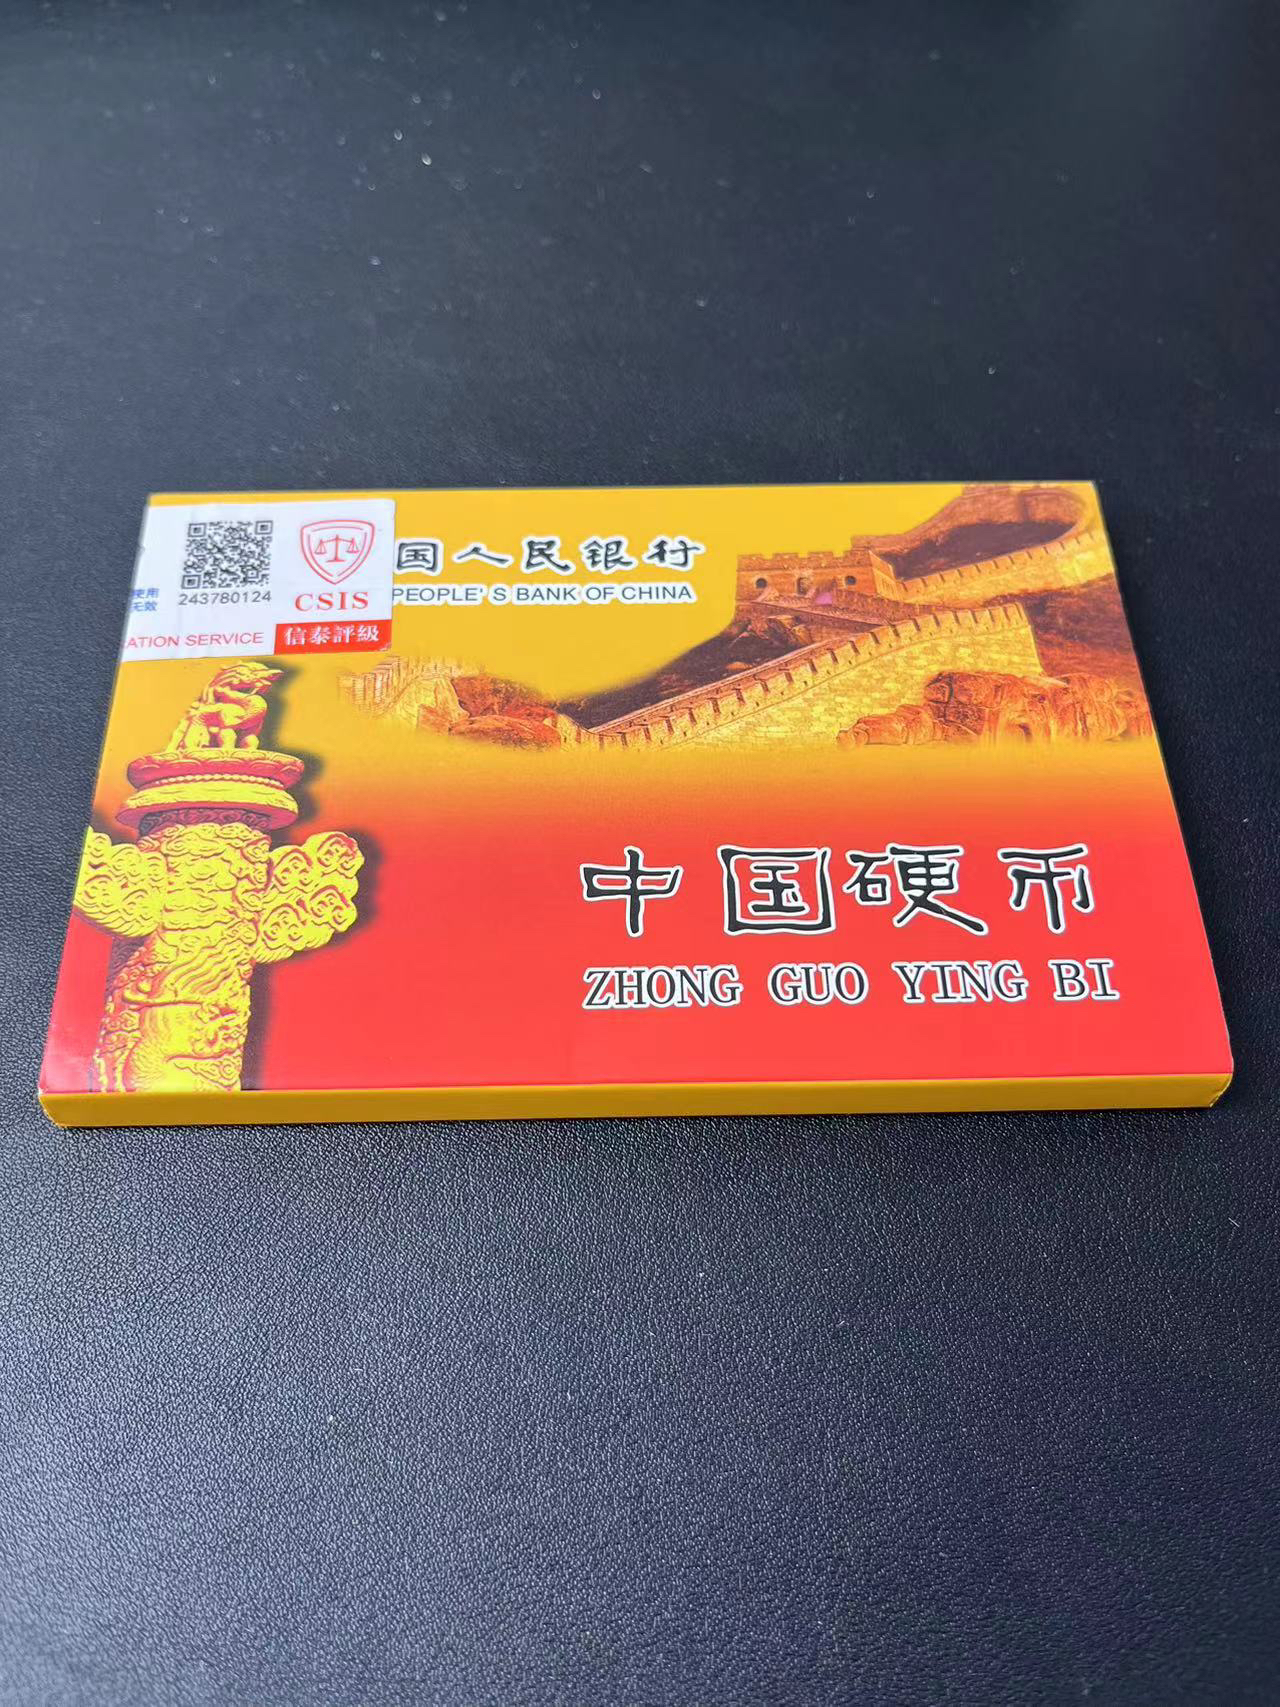 国人民银行
PEOPLE'S BANK OF CHINA
使用
无效
243780124
CSIS
ATION SERVICE
信泰評級
中国硬币
ZHONG GUO YING BI